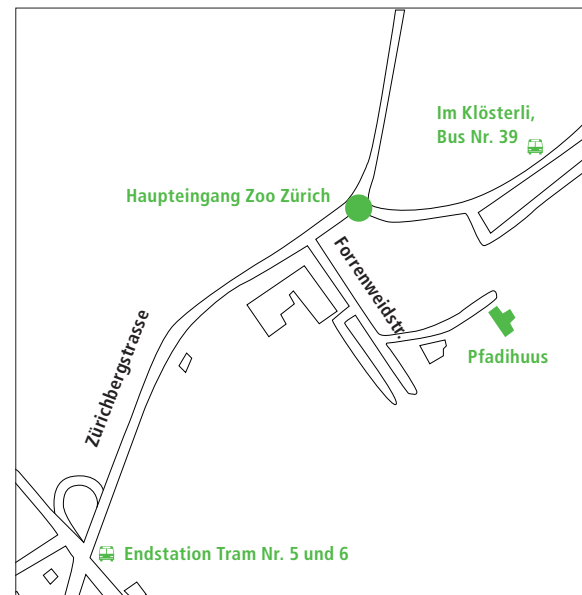 Im Klösterli,
Bus Nr. 39
Haupteingang Zoo Zürich
Forrenweidstr.
Zürichbergstrasse
Pfadihuus
Endstation Tram Nr. 5 und 6